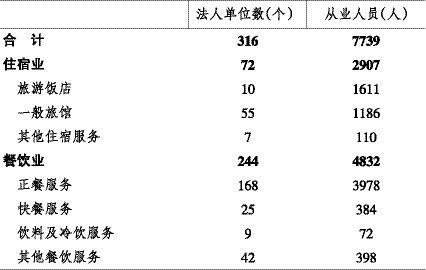 法人单位数(个) 从业人员(人)
合 计 316 7739
住宿业 72 2907
旅游饭店 10 1611
一般旅馆 55 1186
其他住宿服务 7 110
餐饮业 244 4832
正餐服务 168 3978
快餐服务 25 384
饮料及冷饮服务 9 72
其他餐饮服务 42 398